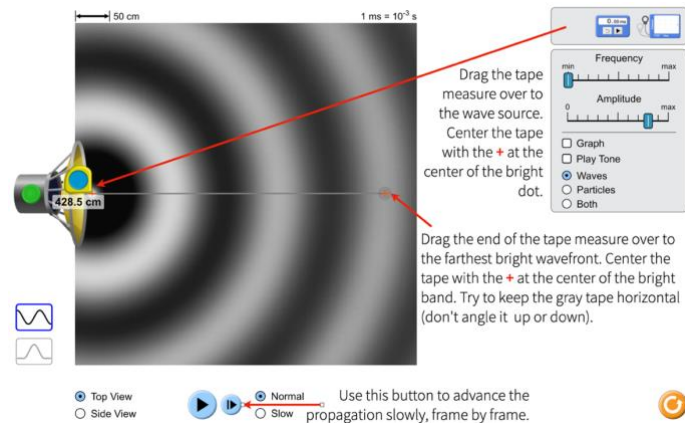 50 cm
1 ms = 10⁻³ s
0.00 ms
Frequency
min
max
Drag the tape
measure over to
the wave source.
Center the tape
with the + at the
center of the bright
dot.
Amplitude
0
max
Graph
Play Tone
Waves
Particles
Both
428.5 cm
Drag the end of the tape measure over to
the farthest bright wavefront. Center the
tape with the + at the center of the bright
band. Try to keep the gray tape horizontal
(don't angle it up or down).
Top View
Side View
Normal
Slow
Use this button to advance the
propagation slowly, frame by frame.